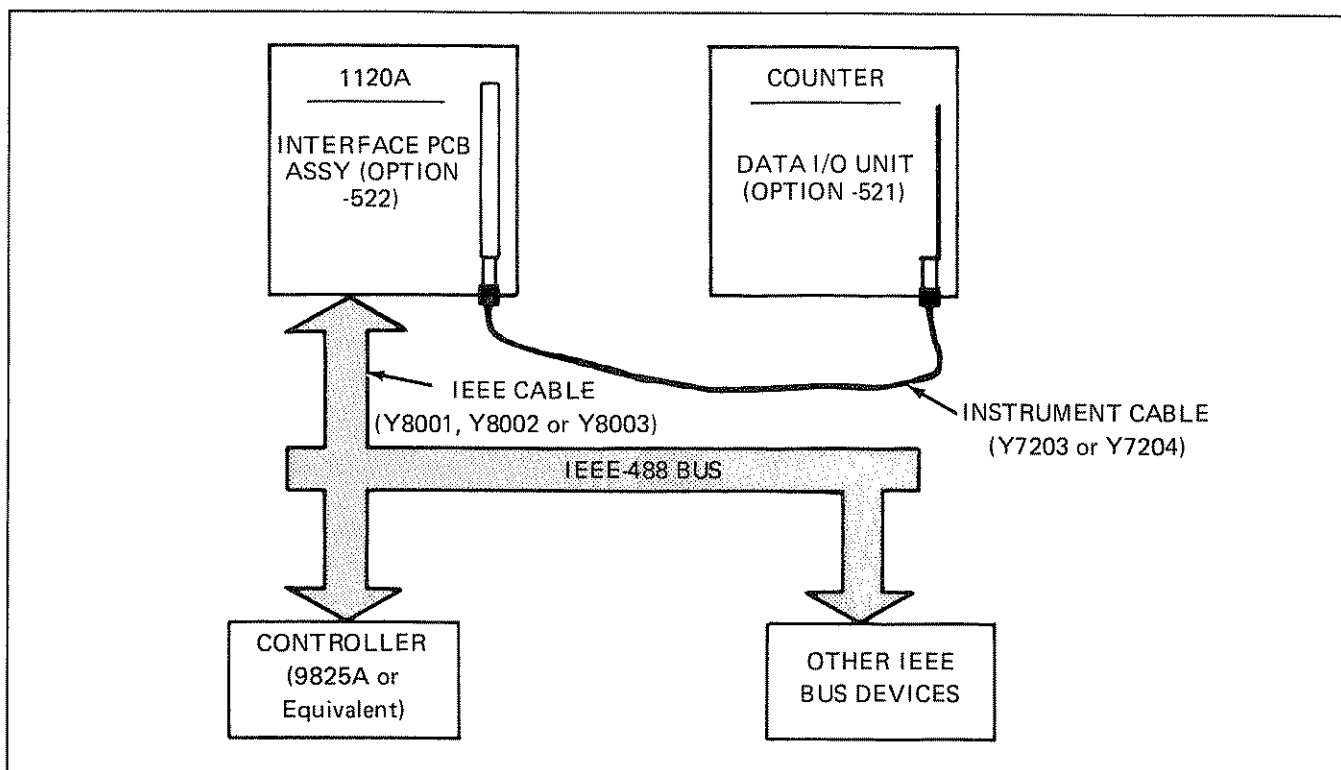 1120A
INTERFACE PCB
ASSY (OPTION
-522)
COUNTER
DATA I/O UNIT
(OPTION -521)
IEEE CABLE
(Y8001, Y8002 or Y8003)
INSTRUMENT CABLE
(Y7203 or Y7204)
IEEE-488 BUS
CONTROLLER
(9825A or
Equivalent)
OTHER IEEE
BUS DEVICES